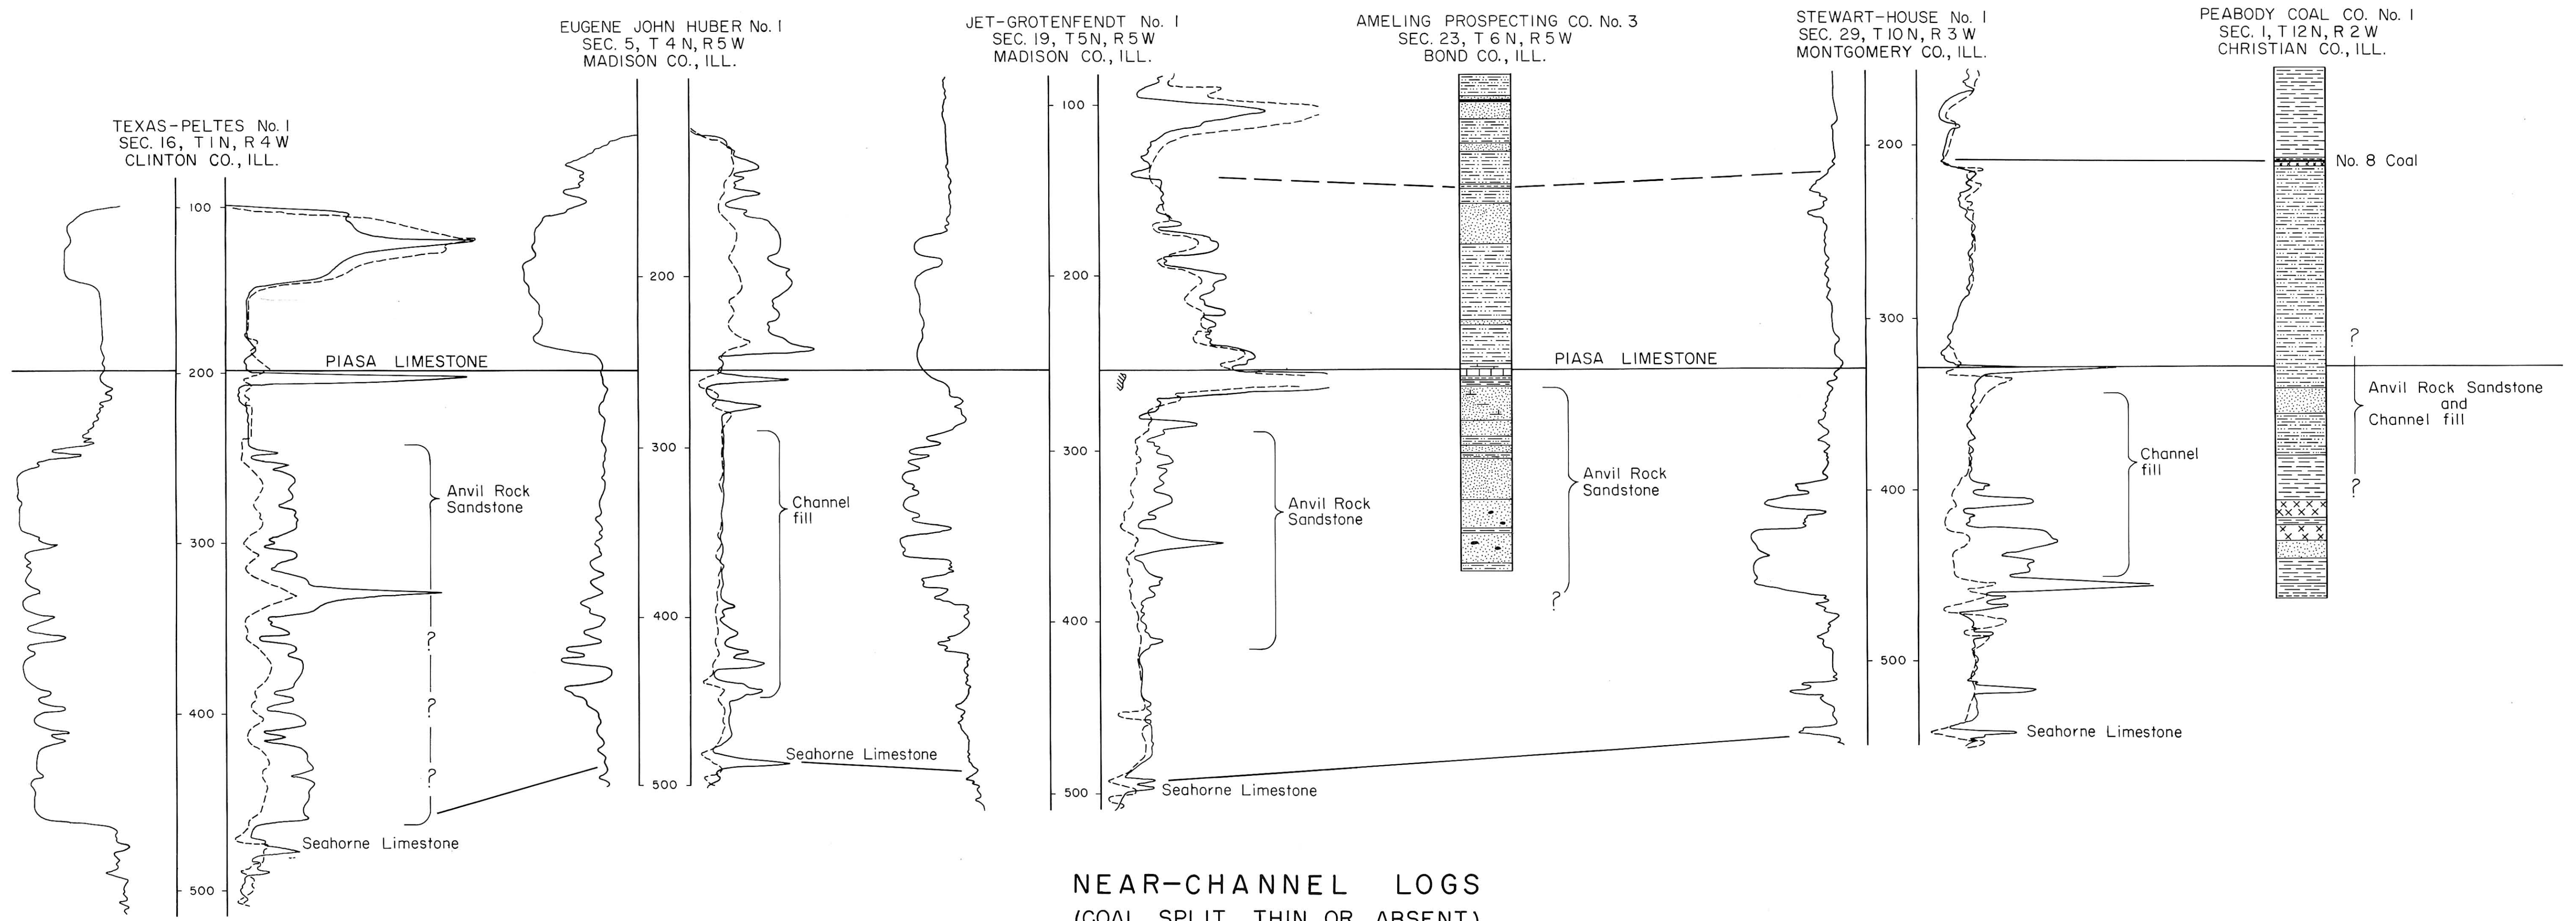 TEXAS-PELTES No. 1
SEC. 16, T 1 N, R 4 W
CLINTON CO., ILL.
EUGENE JOHN HUBER No. 1
SEC. 5, T 4 N, R 5 W
MADISON CO., ILL.
JET-GROTENFENDT No. 1
SEC. 19, T 5 N, R 5 W
MADISON CO., ILL.
AMELING PROSPECTING CO. No. 3
SEC. 23, T 6 N, R 5 W
BOND CO., ILL.
STEWART-HOUSE No. 1
SEC. 29, T 10 N, R 3 W
MONTGOMERY CO., ILL.
PEABODY COAL CO. No. 1
SEC. 1, T 12 N, R 2 W
CHRISTIAN CO., ILL.
100
200
300
400
500
PIASA LIMESTONE
Anvil Rock
Sandstone
?
?
?
Seahorne Limestone
200
300
400
500
Channel
fill
Seahorne Limestone
100
200
300
400
500
Anvil Rock
Sandstone
Seahorne Limestone
PIASA LIMESTONE
Anvil Rock
Sandstone
?
200
300
400
500
Channel
fill
Seahorne Limestone
No. 8 Coal
?
Anvil Rock Sandstone
and
Channel fill
?
NEAR-CHANNEL LOGS
(COAL SPLIT, THIN OR ABSENT)